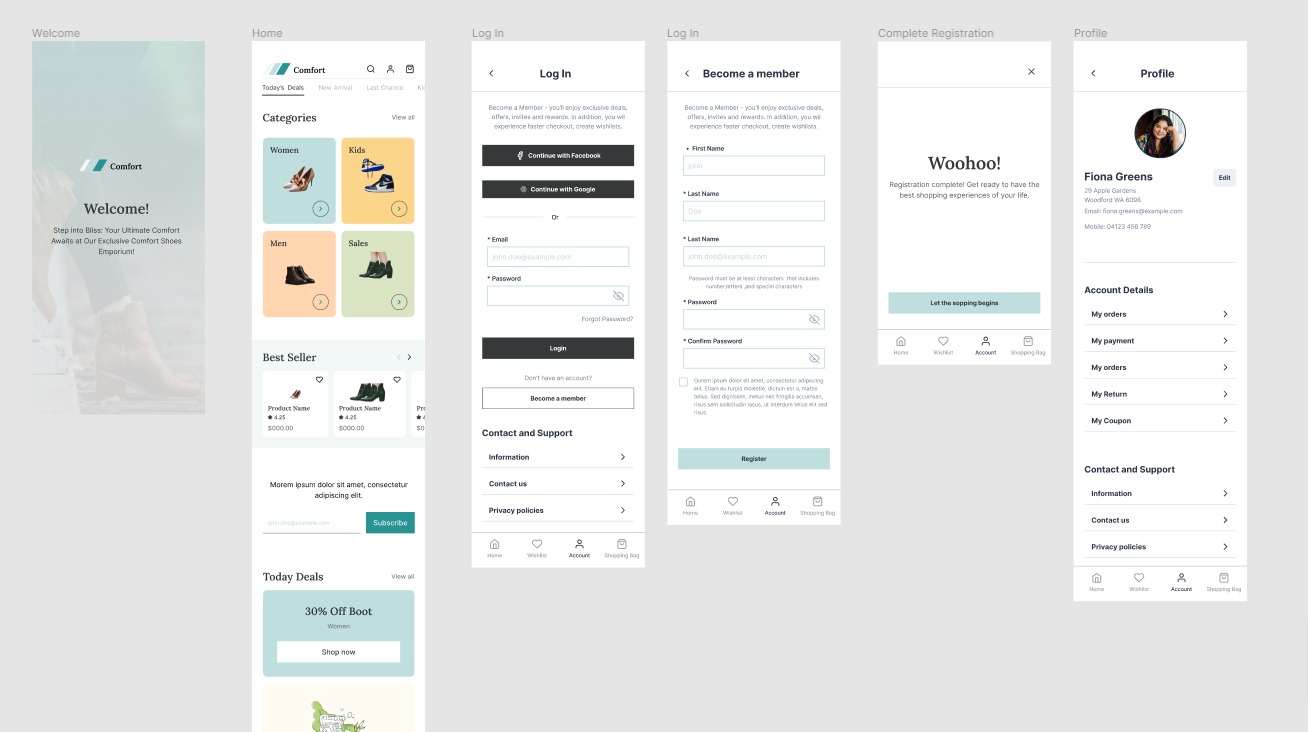 Welcome
Comfort
Welcome!
Step into Bliss: Your Ultimate Comfort
Awaits at Our Exclusive Comfort Shoes
Emporium!
Home
Comfort
Today's Deals
New Arrival
Last Chance
Categories
View all
Women
Kids
Men
Sales
Best Seller
Product Name
4.25
$000.00
Product Name
4.25
$000.00
Pr
4
$0
Morem ipsum dolor sit amet, consectetur
adipiscing elit.
john.doe@example.com
Subscribe
Today Deals
View all
30% Off Boot
Women
Shop now
Log In
Log In
Become a Member - you'll enjoy exclusive deals,
offers, invites and rewards. In addition, you wil
experience faster checkout, create wishlists.
Continue with Facebook
Continue with Google
Or
* Email
john.doe@example.com
* Password
Forgot Password?
Login
Don't have an account?
Become a member
Contact and Support
Information
Contact us
Privacy policies
Home
Wishlist
Account
Shopping Bag
Log In
Become a member
Become a Member - you'll enjoy exclusive deals,
offers, invites and rewards. In addition, you wil
experience faster checkout, create wishlists.
• First Name
john
* Last Name
Doe
* Last Name
john.doe@example.com
Password must be at least characters that includes
number,letters ,and special characters
* Password
* Confirm Password
Dorem ipsum dolor sit amet, consectetur adipiscing
elit. Etiam eu turpis molestie, dictum est a, mattis
tellus. Sed dignissim, metus nec fringilla accumsan,
risus sem sollicitudin lacus, ut interdum tellus elit sed
risus.
Register
Home
Wishlist
Account
Shopping Bag
Complete Registration
Woohoo!
Registration complete! Get ready to have the
best shopping experiences of your life.
Let the sopping begins
Home
Wishlist
Account
Shopping Bag
Profile
Profile
Fiona Greens
Edit
29 Apple Gardens
Woodford WA 6098
Email: fiona.greens@example.com
Mobile: 04123 456 789
Account Details
My orders
My payment
My orders
My Return
My Coupon
Contact and Support
Information
Contact us
Privacy policies
Home
Wishlist
Account
Shopping Bag